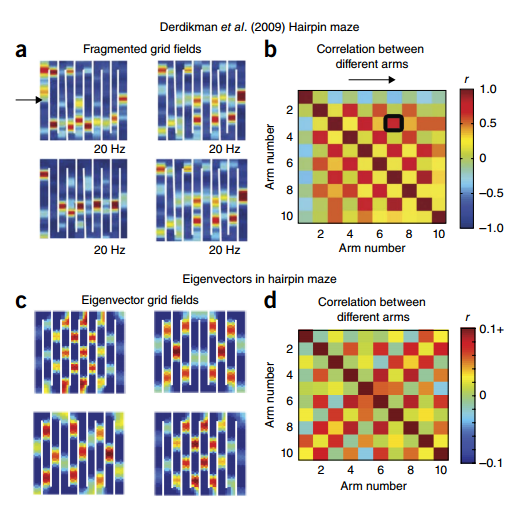 Derdikman et al. (2009) Hairpin maze
a
Fragmented grid fields
20 Hz
20 Hz
20 Hz
20 Hz
b
Correlation between
different arms
r
1.0
0.5
0
–0.5
–1.0
Arm number
2
4
6
8
10
2 4 6 8 10
Arm number
Eigenvectors in hairpin maze
c
Eigenvector grid fields
d
Correlation between
different arms
r
0.1+
0
–0.1
Arm number
2
4
6
8
10
2 4 6 8 10
Arm number